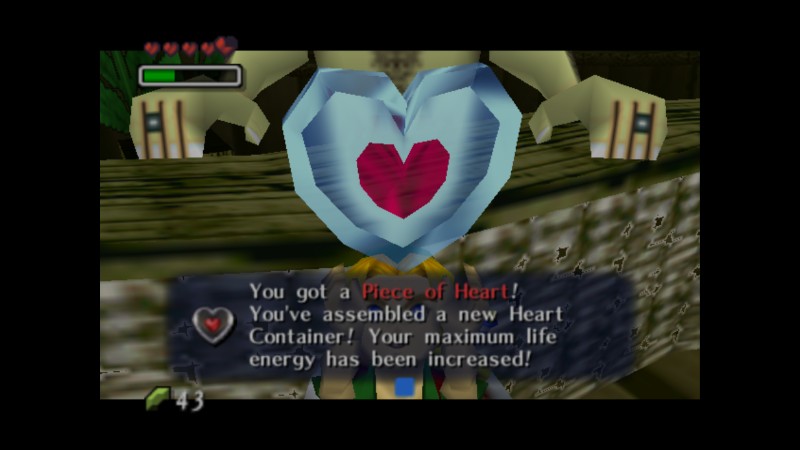 You got a Piece of Heart!
You've assembled a new Heart
Container! Your maximum life
energy has been increased!
43